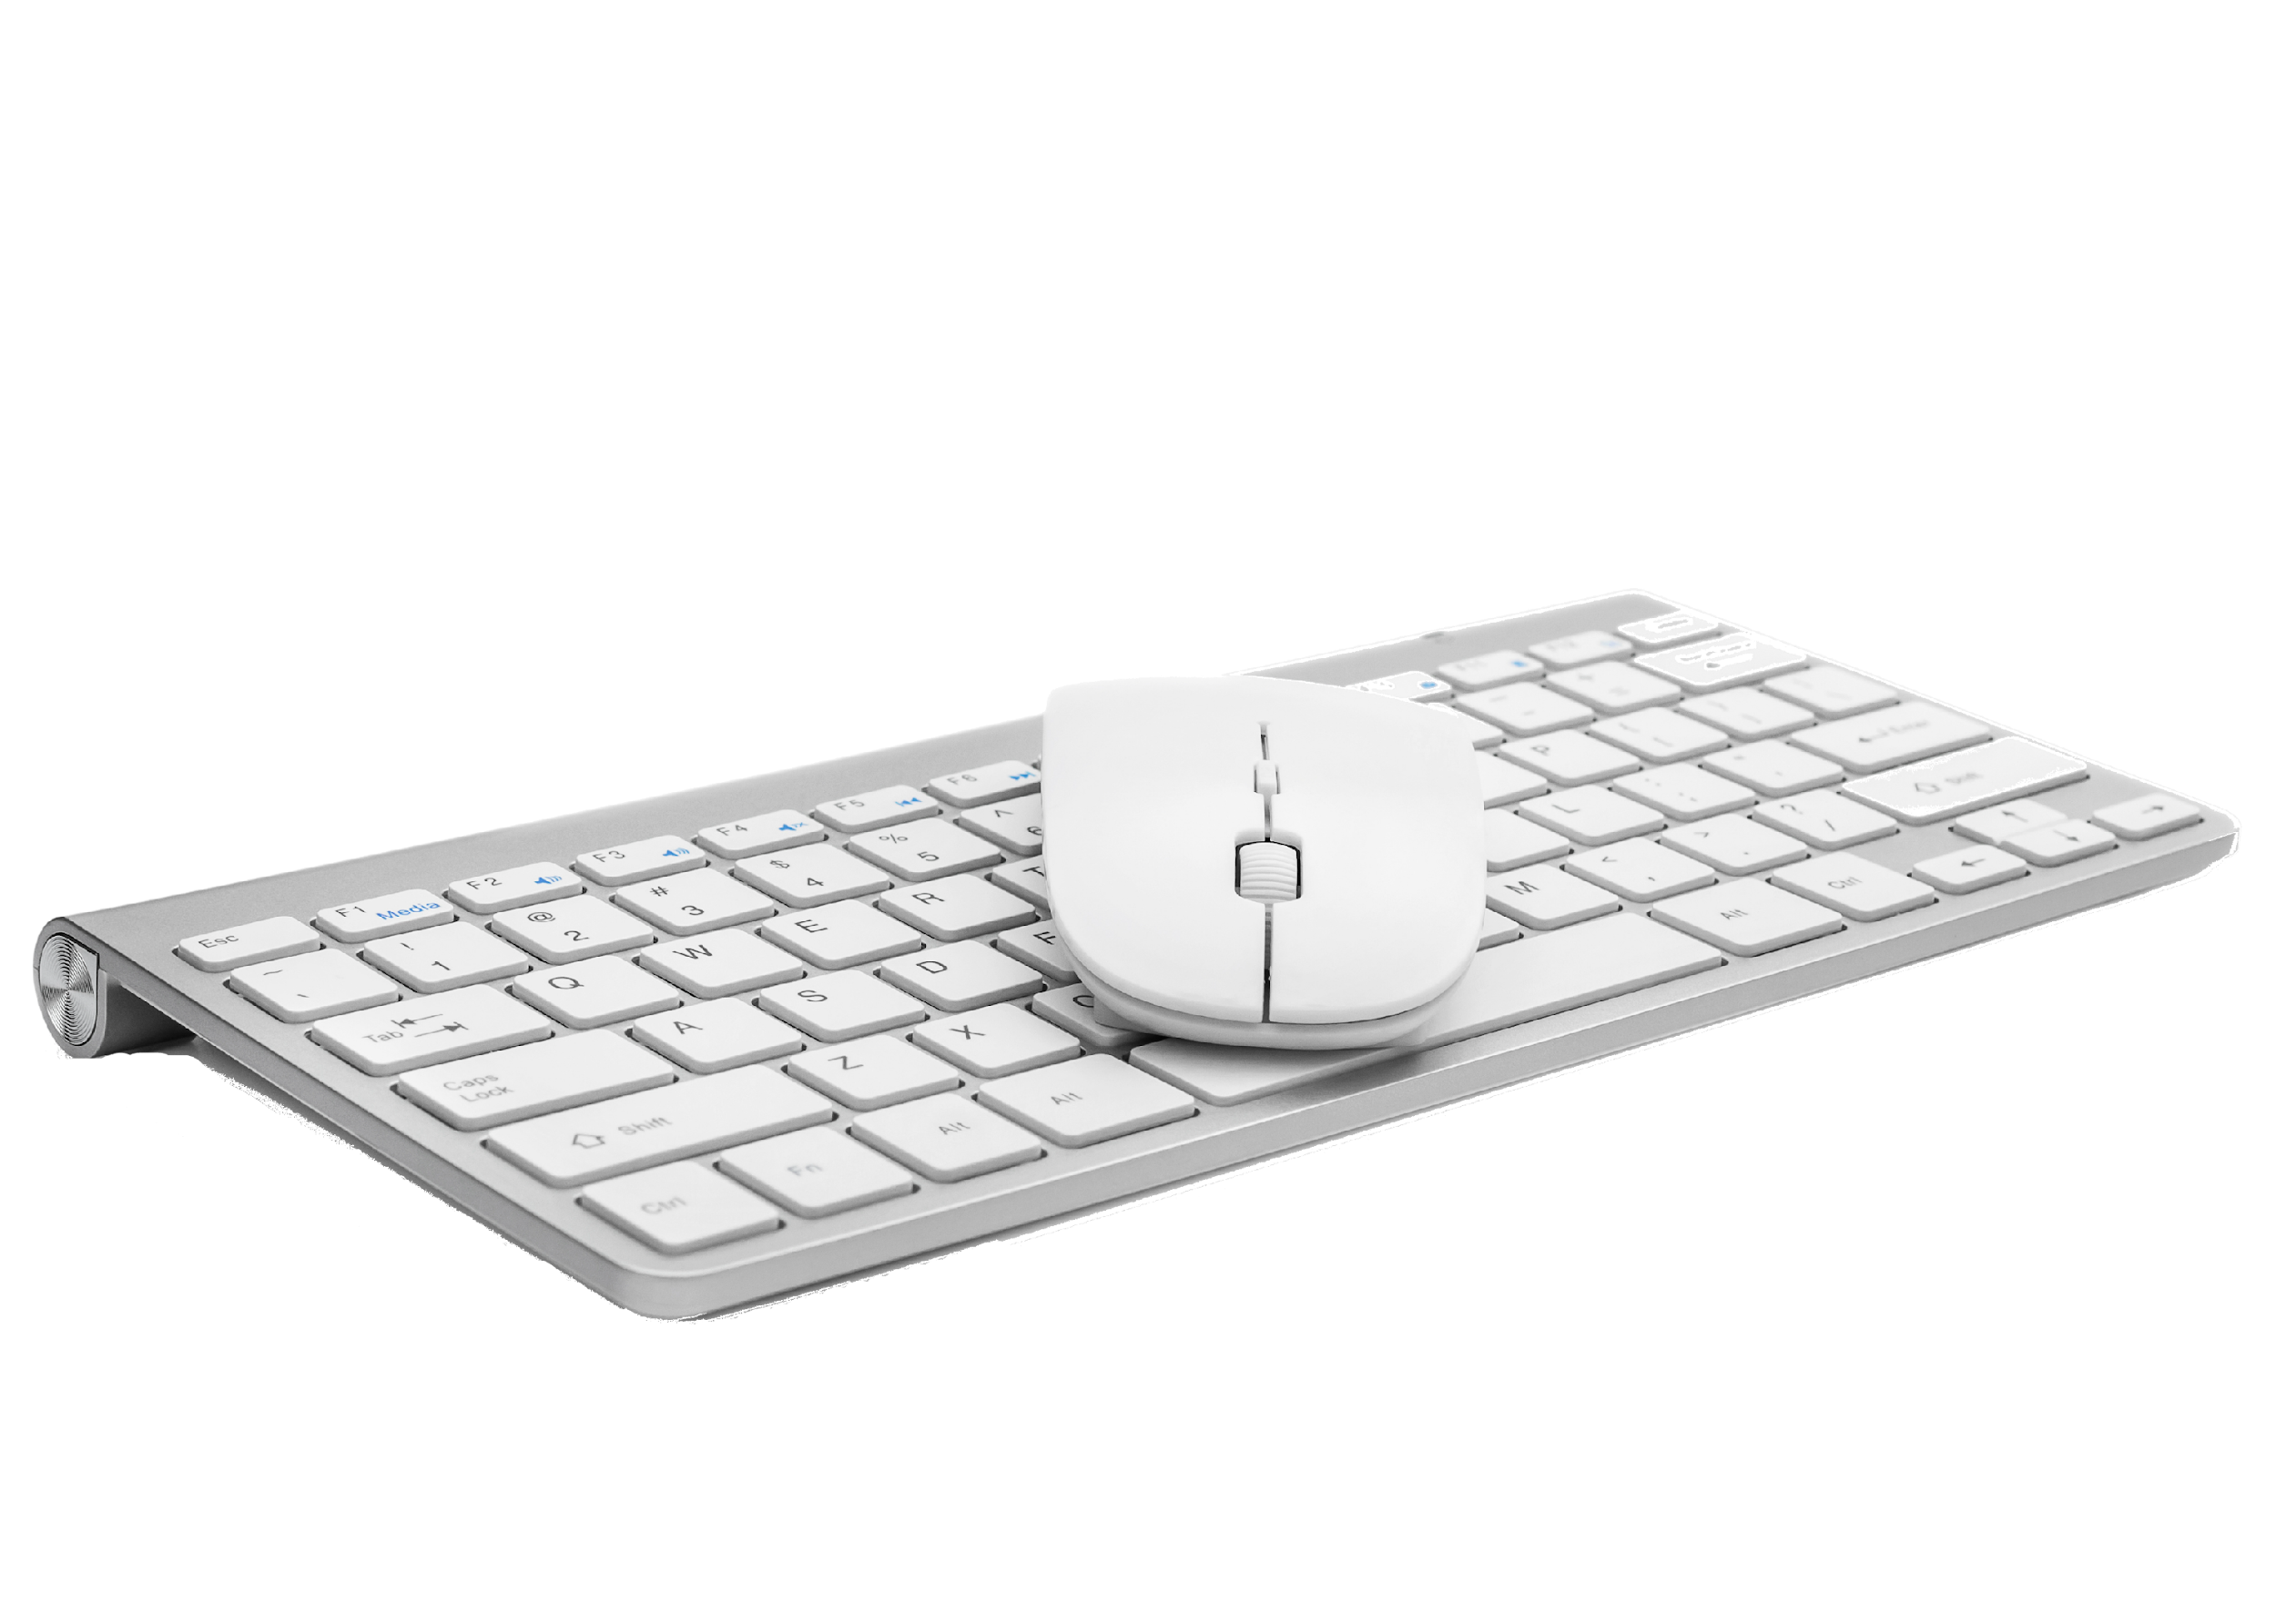 Esc
F1 Media
F2
F3
F4
F5
F6
~
`
!
1
@
2
#
3
$
4
%
5
^
6
Tab
Q
W
E
R
T
P
Caps
Lock
A
S
D
F
L
Enter
Shift
Z
X
C
M
<
,
>
.
?
/
Shift
Ctrl
Fn
Alt
Alt
Alt
Ctrl